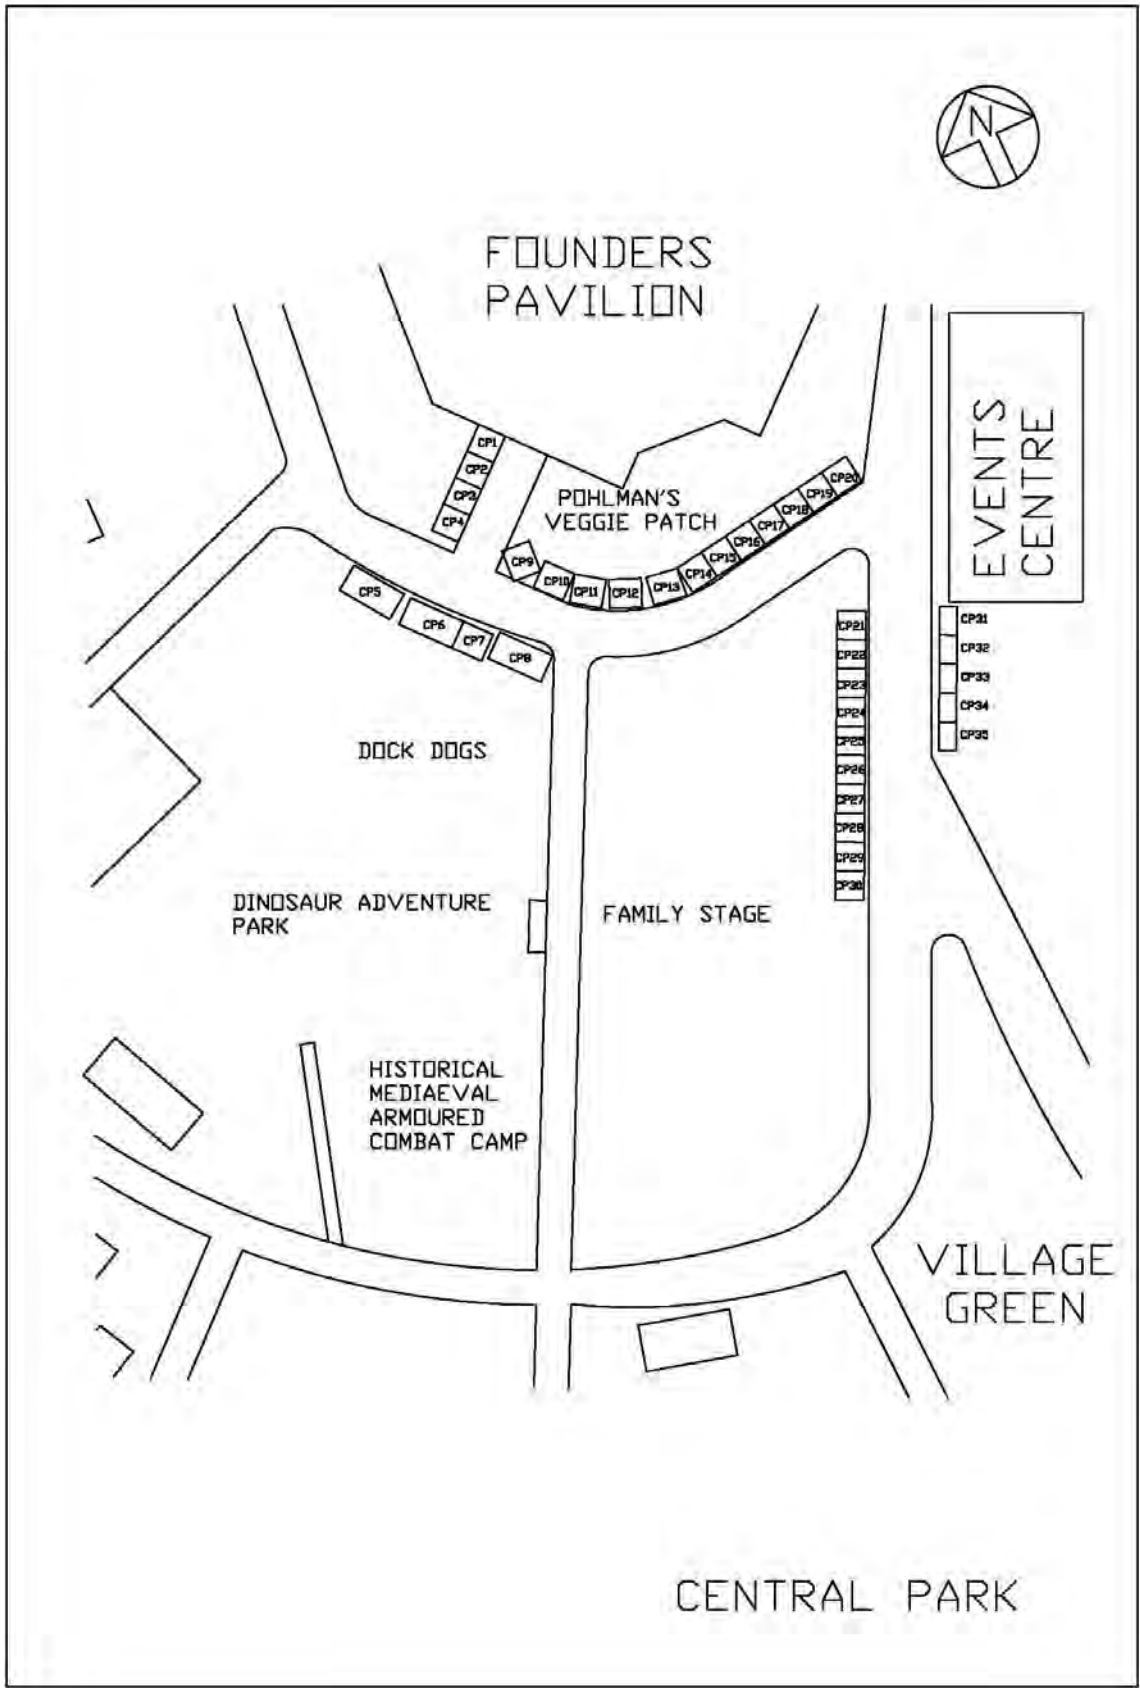 N
FOUNDERS
PAVILION
EVENTS
CENTRE
CP1
CP2
CP3
CP4
POHLMAN'S
VEGGIE PATCH
CP5
CP6
CP7
CP8
CP9
CP10
CP11
CP12
CP13
CP14
CP15
CP16
CP17
CP18
CP19
CP20
CP21
CP22
CP23
CP24
CP25
CP26
CP27
CP28
CP29
CP30
CP31
CP32
CP33
CP34
CP35
DOCK DOGS
DINOSAUR ADVENTURE
PARK
FAMILY STAGE
HISTORICAL
MEDIAEVAL
ARMOURED
COMBAT CAMP
VILLAGE
GREEN
CENTRAL PARK